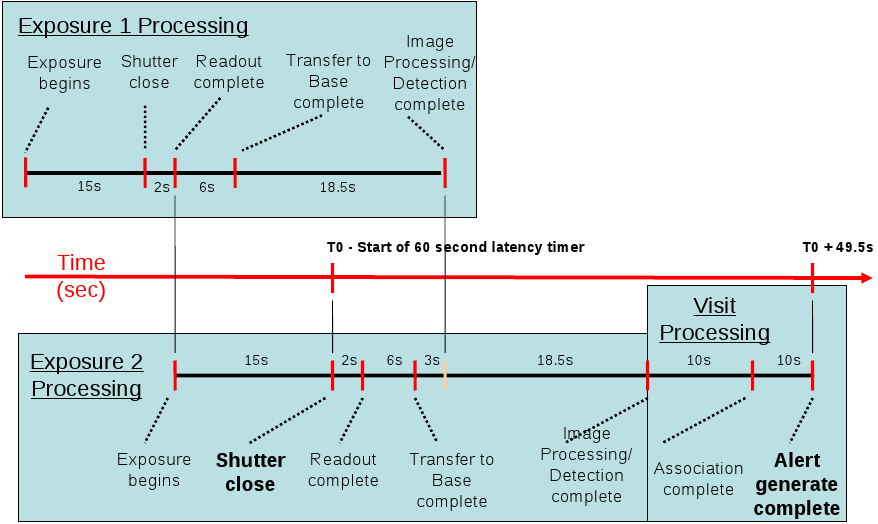 Exposure 1 Processing
Exposure
begins
Shutter
close
Readout
complete
Transfer to
Base
complete
Image
Processing/
Detection
complete
15s
2s
6s
18.5s
T0 - Start of 60 second latency timer
T0 + 49.5s
Time
(sec)
Visit
Processing
Exposure 2
Processing
15s
2s
6s
3s
18.5s
10s
10s
Exposure
begins
Shutter
close
Readout
complete
Transfer to
Base
complete
Image
Processing/
Detection
complete
Association
complete
Alert
generate
complete